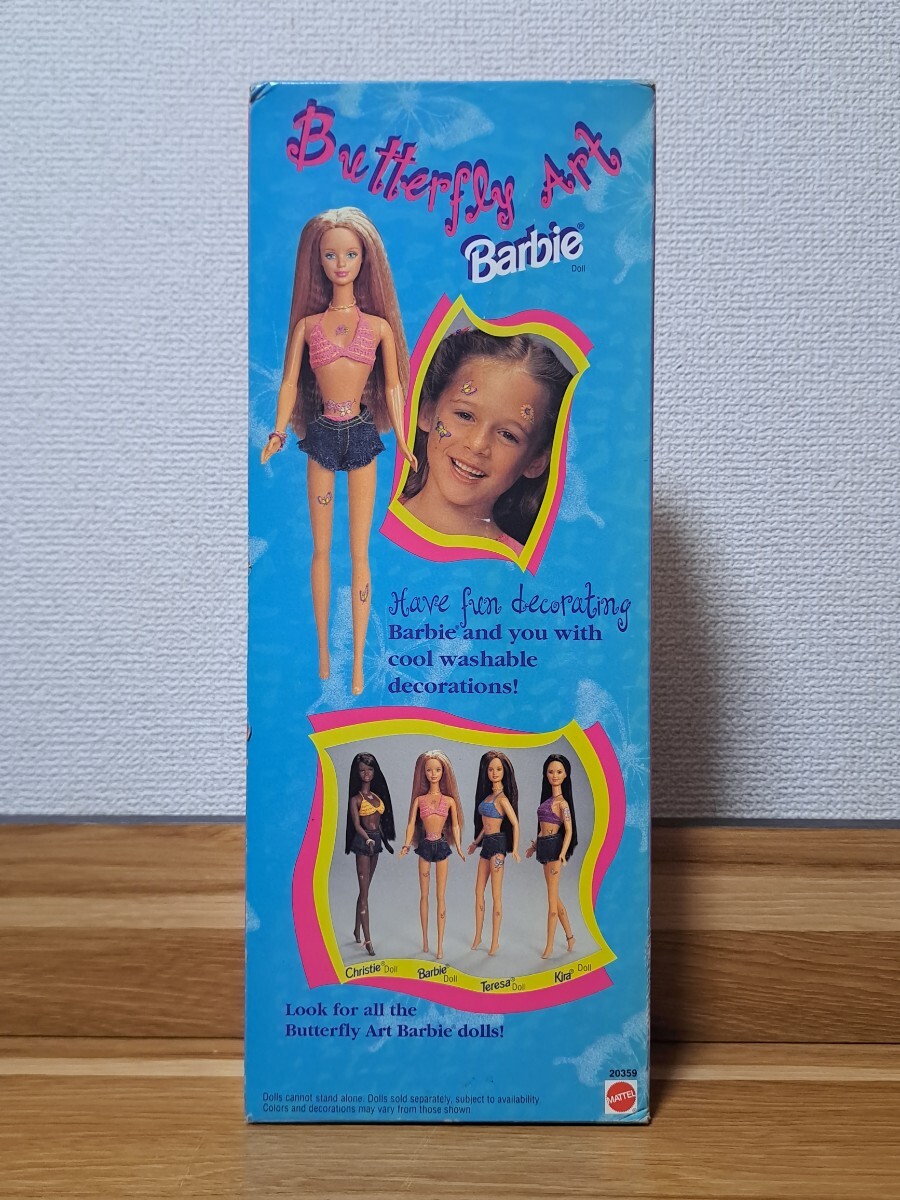 Butterfly Art
Barbie®
Doll
Have fun decorating
Barbie® and you with
cool washable
decorations!
Christie® Doll
Barbie® Doll
Teresa® Doll
Kira® Doll
Look for all the
Butterfly Art Barbie® dolls!
20359
MATTEL
Dolls cannot stand alone. Dolls sold separately, subject to availability.
Colors and decorations may vary from those shown.